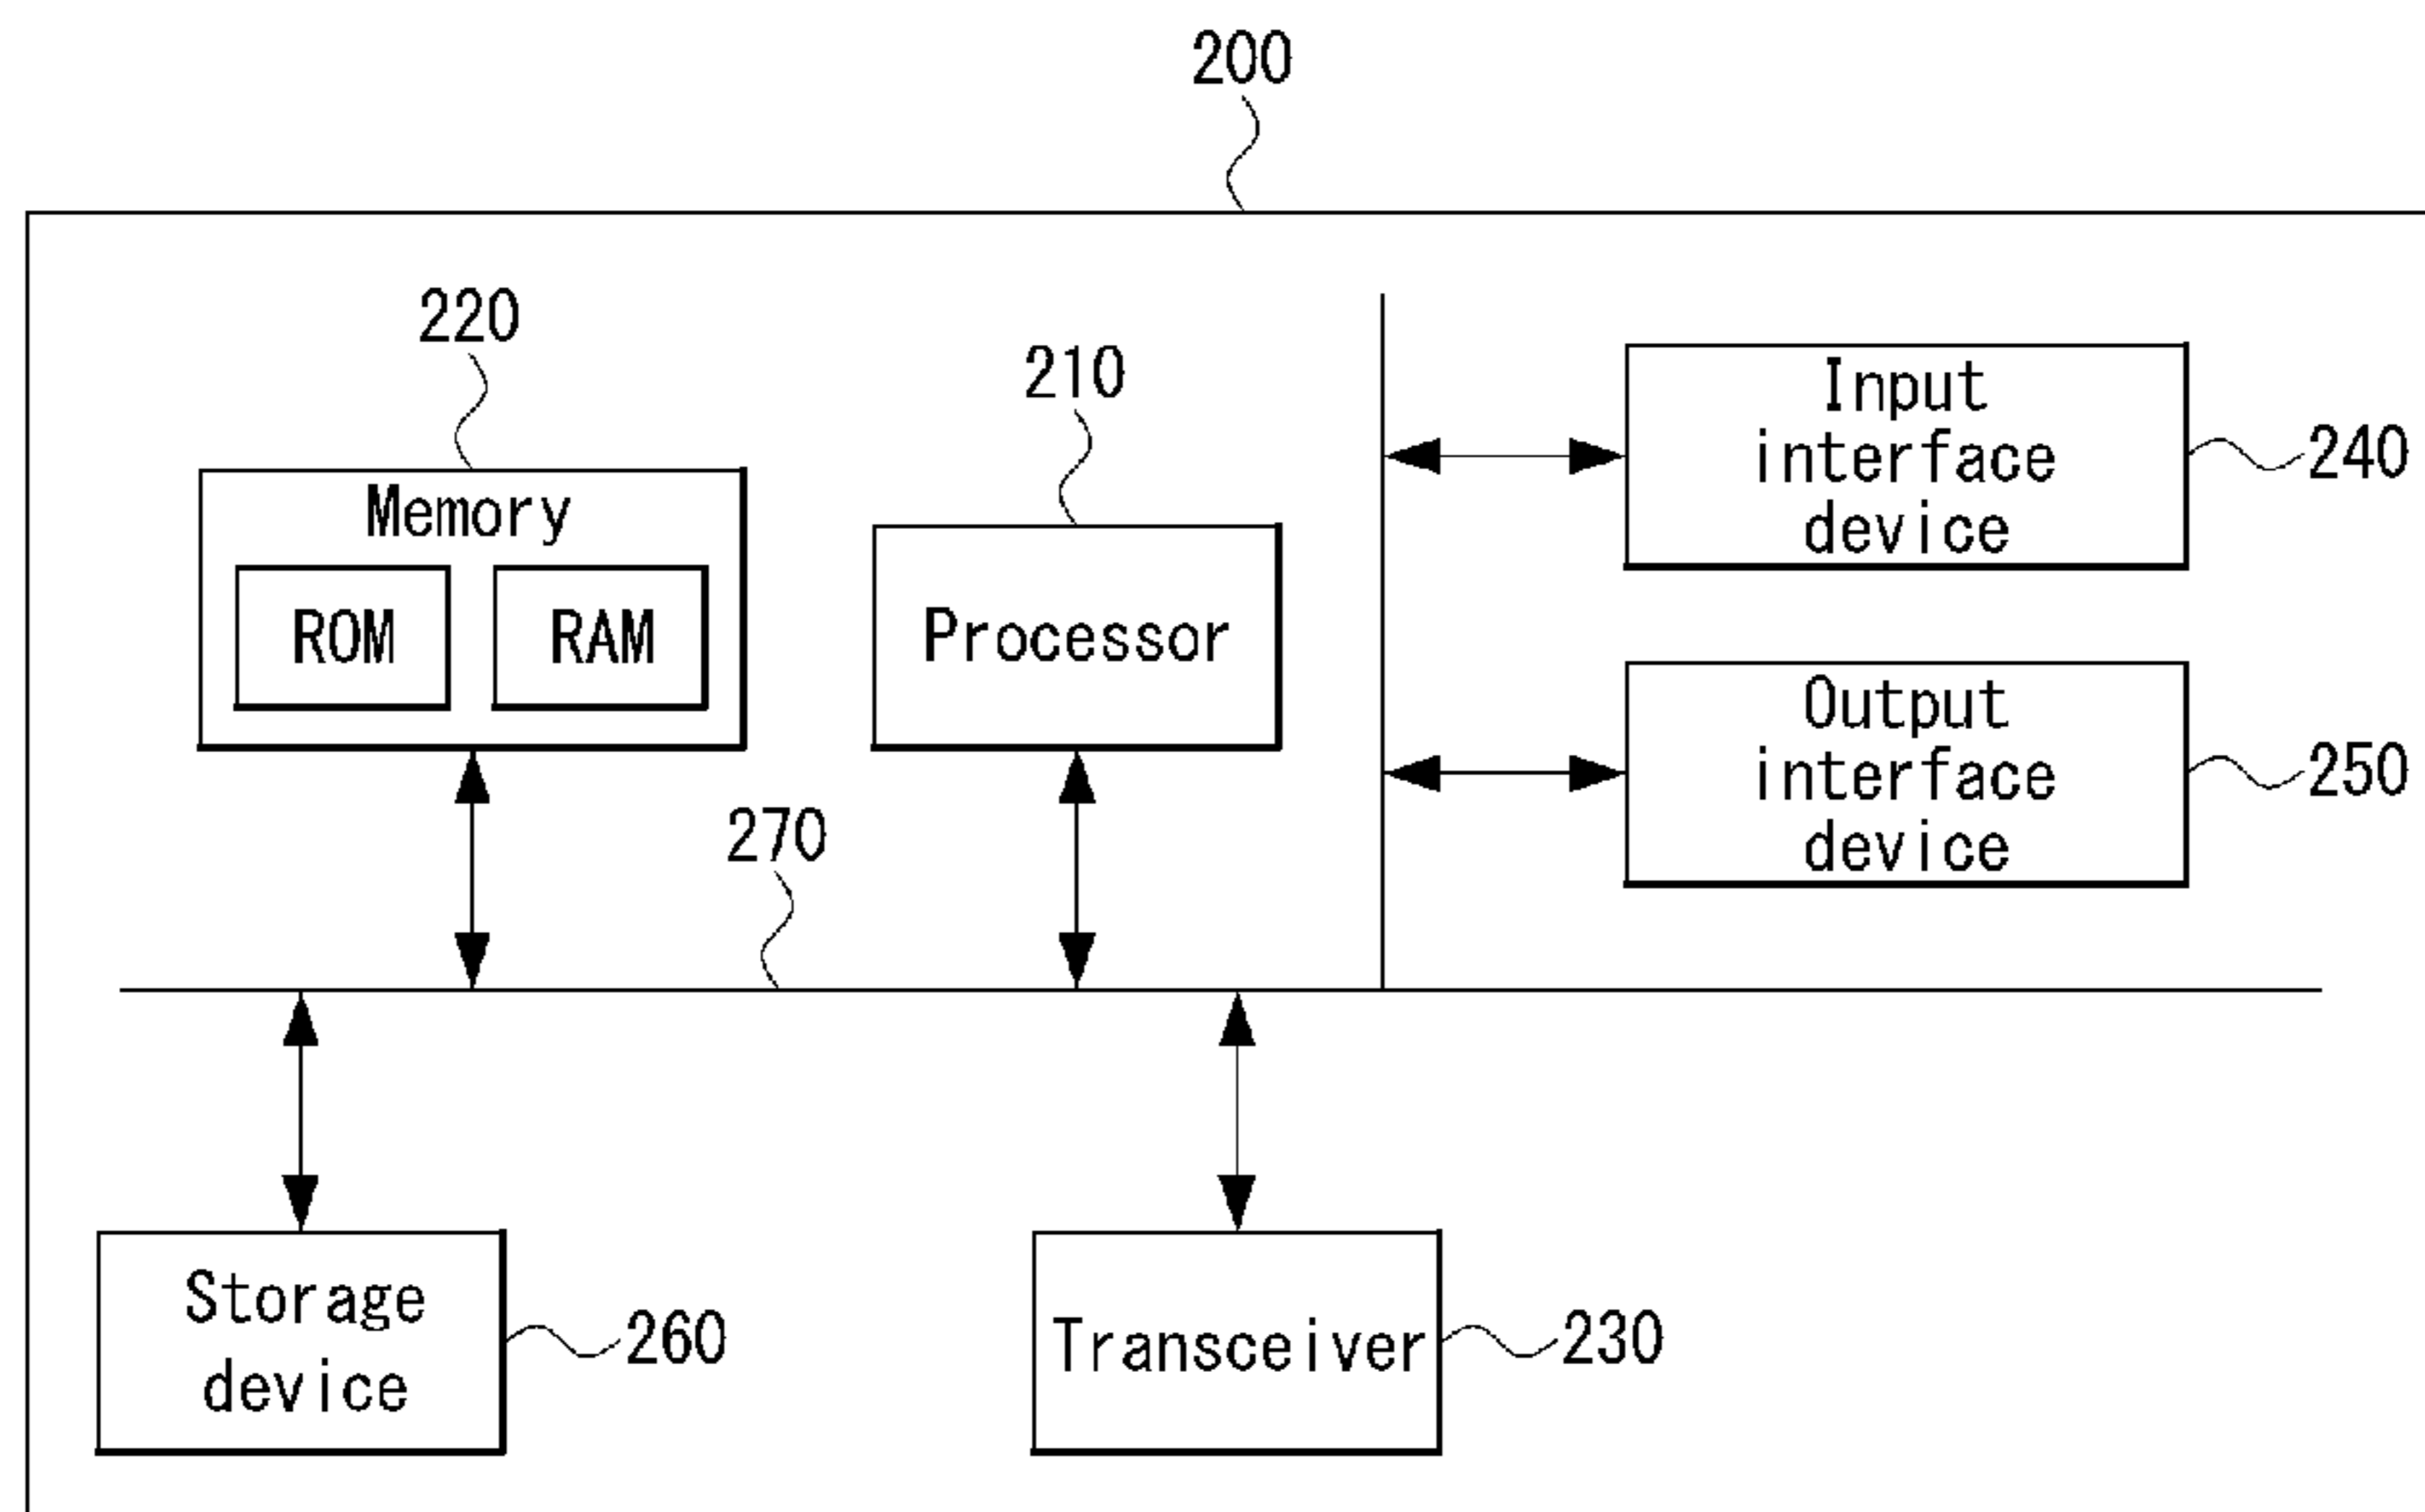 200
220
210
Memory
ROM
RAM
Processor
Input
interface
device
240
Output
interface
device
250
270
Storage
device
260
Transceiver
230